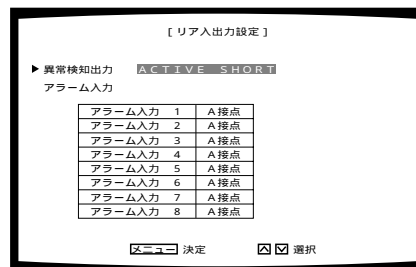 [ リア入出力設定 ]
▶ 異常検知出力 ACTIVE SHORT
アラーム入力
アラーム入力 1 A接点
アラーム入力 2 A接点
アラーム入力 3 A接点
アラーム入力 4 A接点
アラーム入力 5 A接点
アラーム入力 6 A接点
アラーム入力 7 A接点
アラーム入力 8 A接点
メニュー 決定 選択